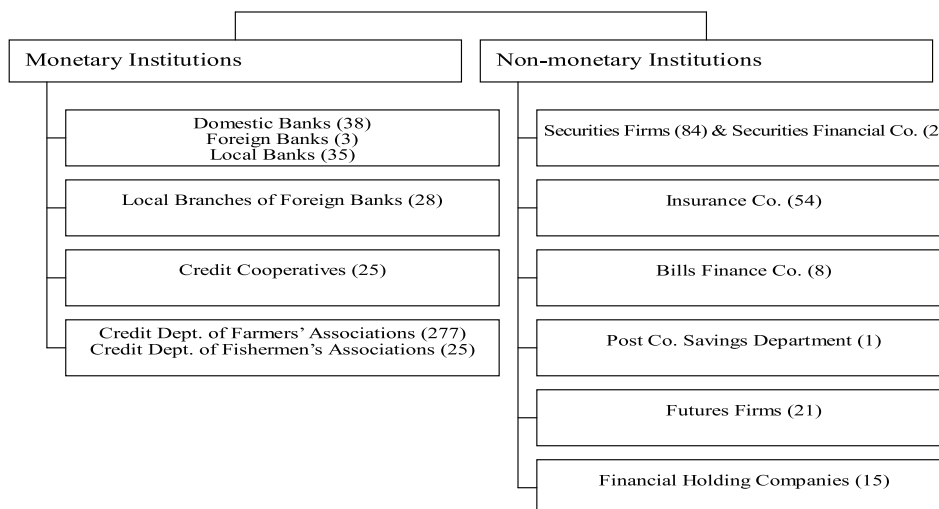 Monetary Institutions
Domestic Banks (38)
Foreign Banks (3)
Local Banks (35)
Local Branches of Foreign Banks (28)
Credit Cooperatives (25)
Credit Dept. of Farmers’ Associations (277)
Credit Dept. of Fishermen’s Associations (25)
Non-monetary Institutions
Securities Firms (84) & Securities Financial Co. (2
Insurance Co. (54)
Bills Finance Co. (8)
Post Co. Savings Department (1)
Futures Firms (21)
Financial Holding Companies (15)